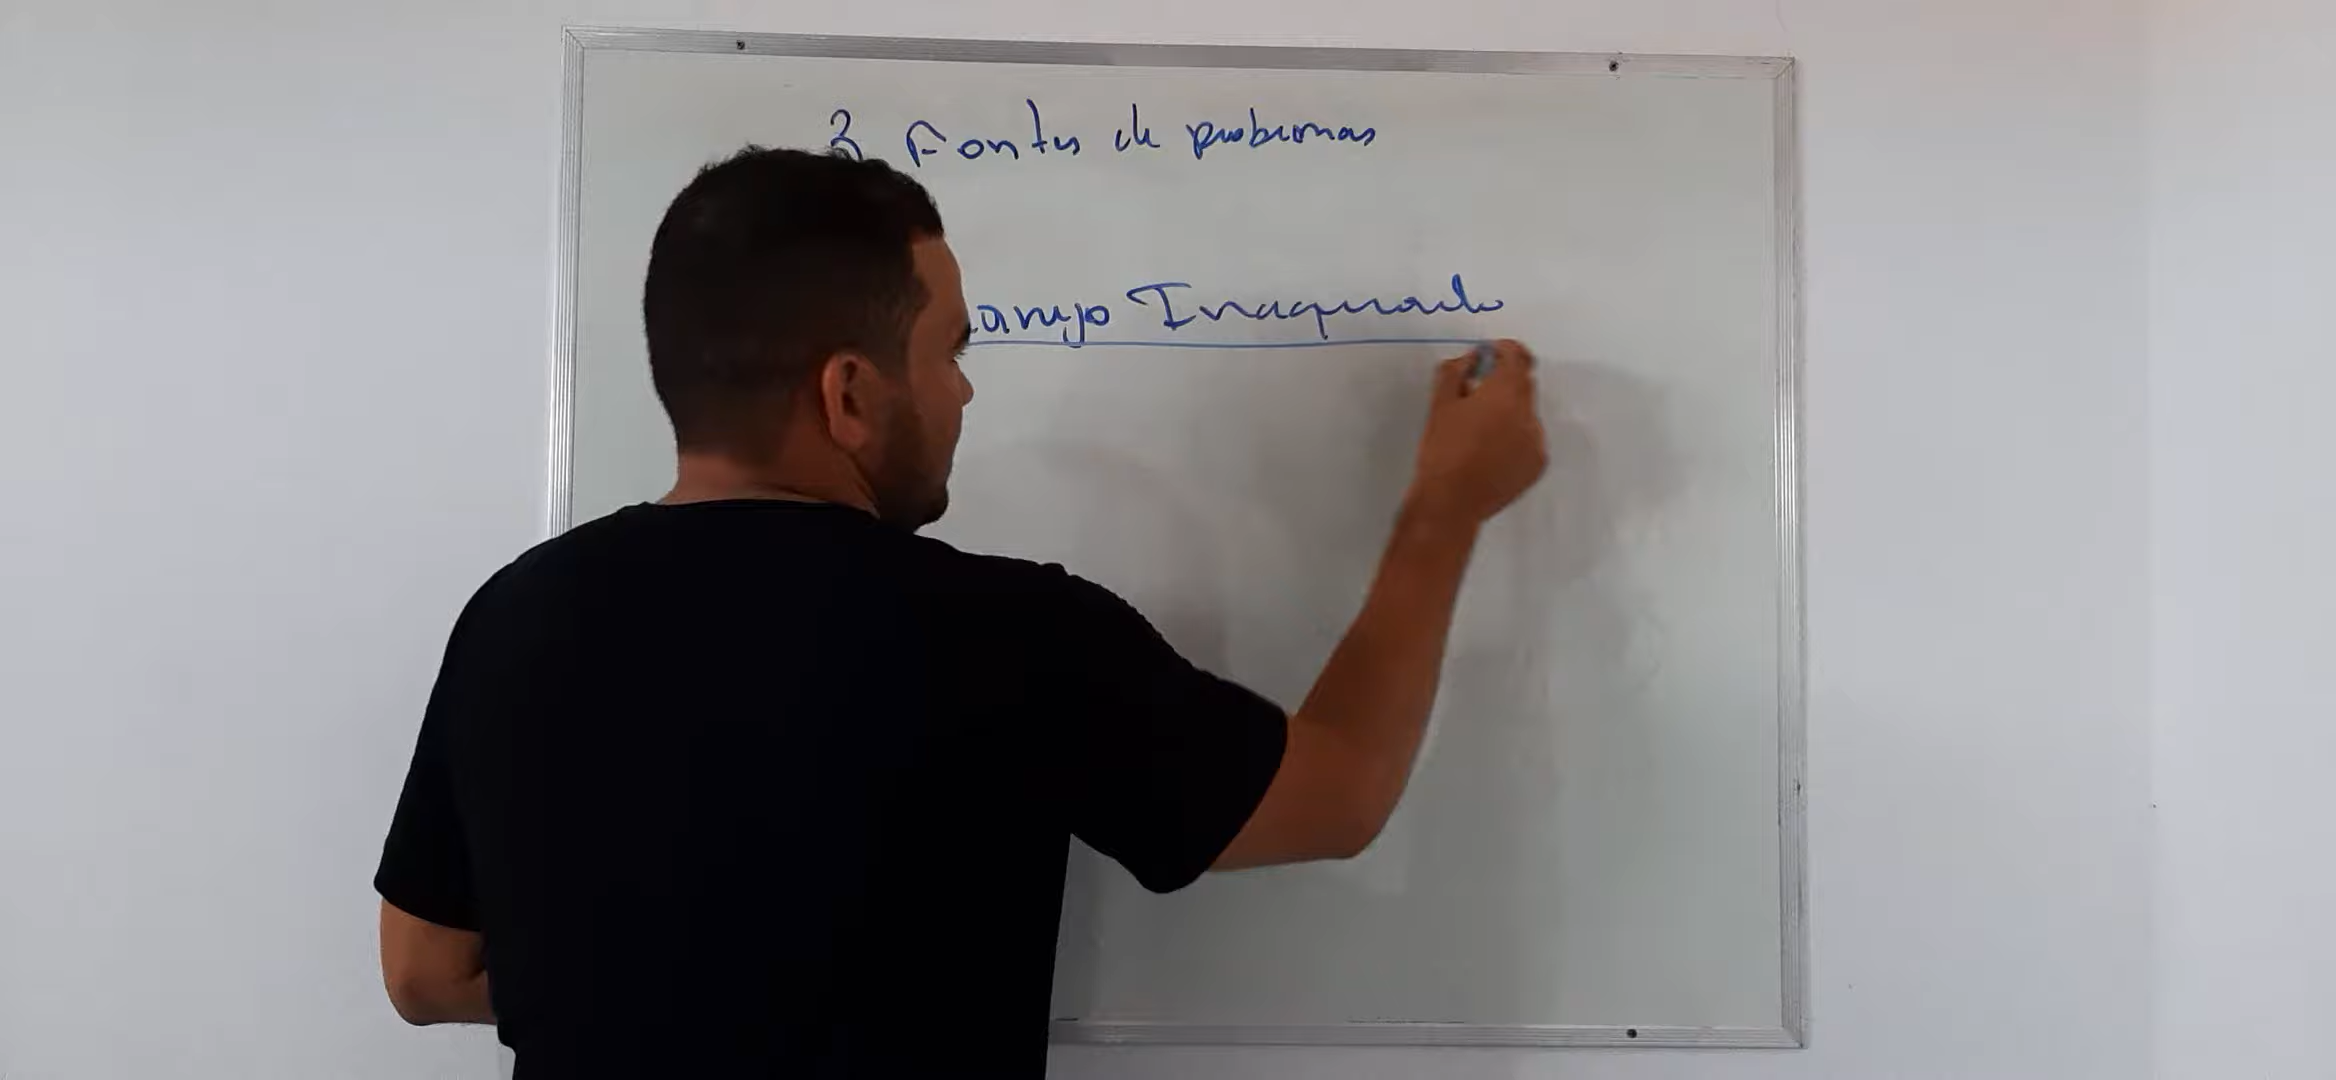 3 Fontes de problemas
Inadequado